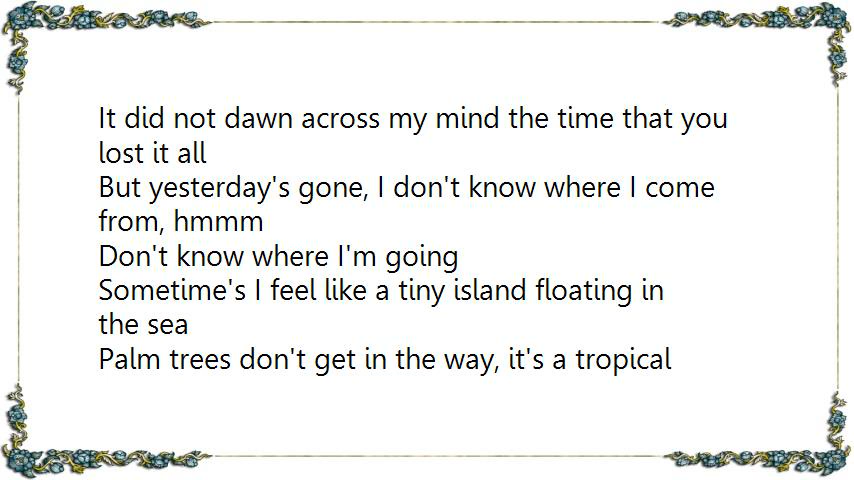 It did not dawn across my mind the time that you
lost it all
But yesterday's gone, I don't know where I come
from, hmmm
Don't know where I'm going
Sometime's I feel like a tiny island floating in
the sea
Palm trees don't get in the way, it's a tropical